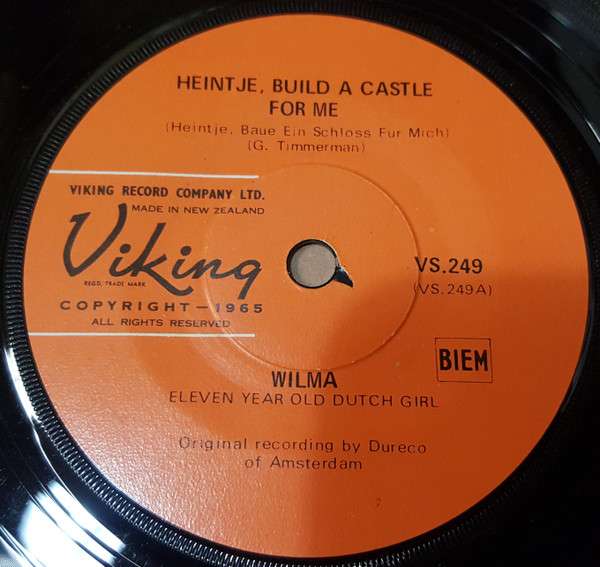 HEINTJE, BUILD A CASTLE
FOR ME
(Heintje, Baue Ein Schloss Fur Mich)
(G. Timmerman)
VIKING RECORD COMPANY LTD.
MADE IN NEW ZEALAND
Viking
REGD. TRADE MARK
COPYRIGHT—1965
ALL RIGHTS RESERVED
VS.249
(VS.249A)
BIEM
WILMA
ELEVEN YEAR OLD DUTCH GIRL
Original recording by Dureco
of Amsterdam